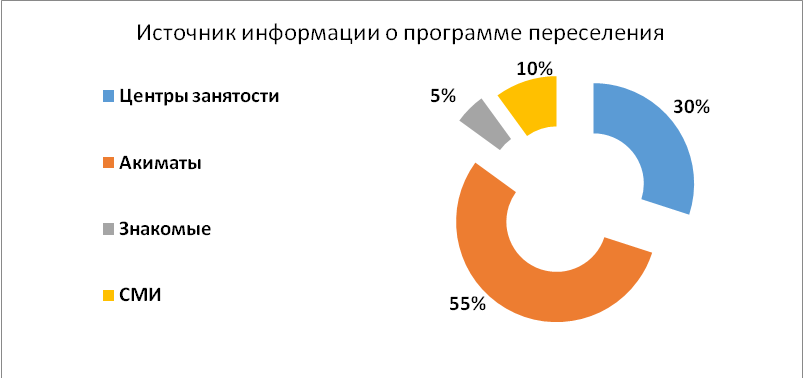 Источник информации о программе переселения
Центры занятости
Акиматы
Знакомые
СМИ
10%
5%
30%
55%